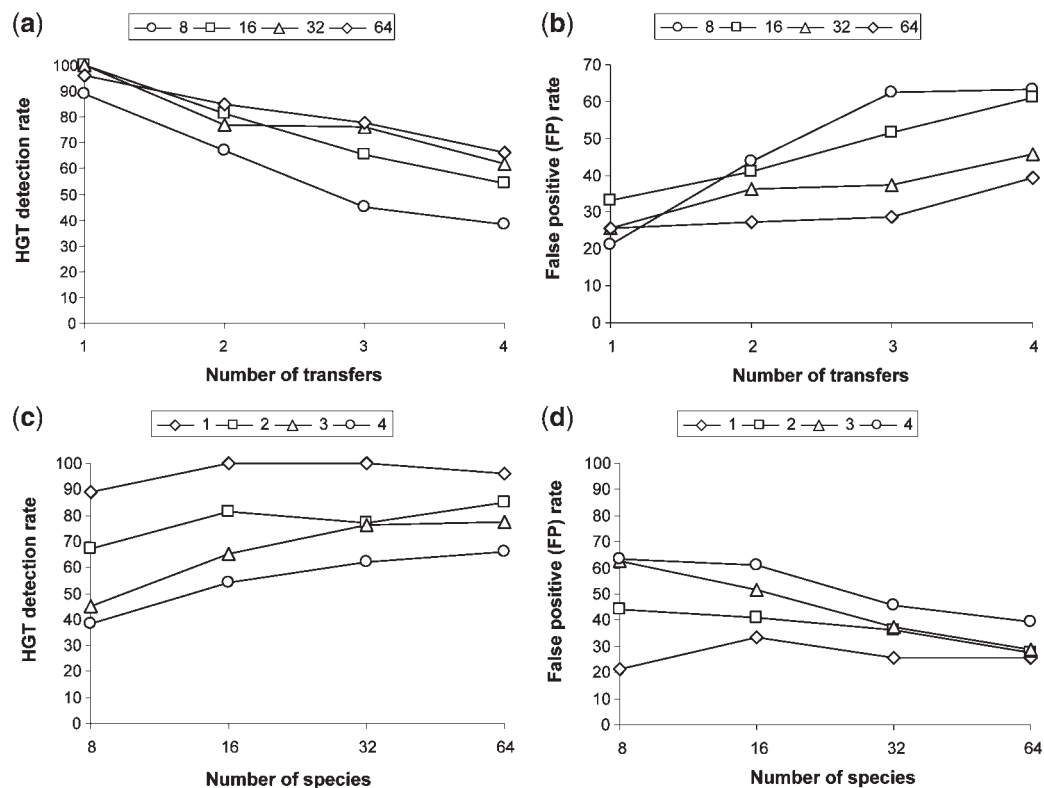 (a)
8 16 32 64
HGT detection rate
100
90
80
70
60
50
40
30
20
10
0
1 2 3 4
Number of transfers
(b)
8 16 32 64
False positive (FP) rate
70
60
50
40
30
20
10
0
1 2 3 4
Number of transfers
(c)
1 2 3 4
HGT detection rate
100
90
80
70
60
50
40
30
20
10
0
8 16 32 64
Number of species
(d)
1 2 3 4
False positive (FP) rate
100
90
80
70
60
50
40
30
20
10
0
8 16 32 64
Number of species